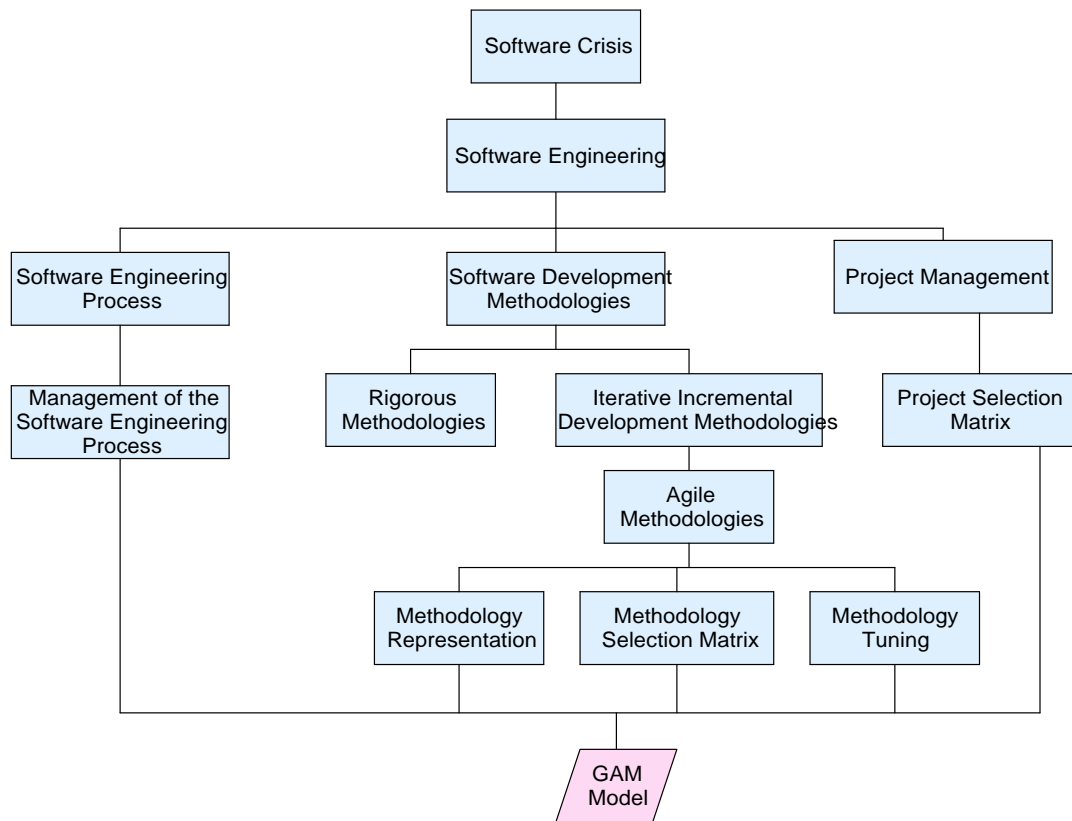 Software Crisis
Software Engineering
Software Engineering
Process
Software Development
Methodologies
Project Management
Management of the
Software Engineering
Process
Rigorous
Methodologies
Iterative Incremental
Development Methodologies
Project Selection
Matrix
Agile
Methodologies
Methodology
Representation
Methodology
Selection Matrix
Methodology
Tuning
GAM
Model